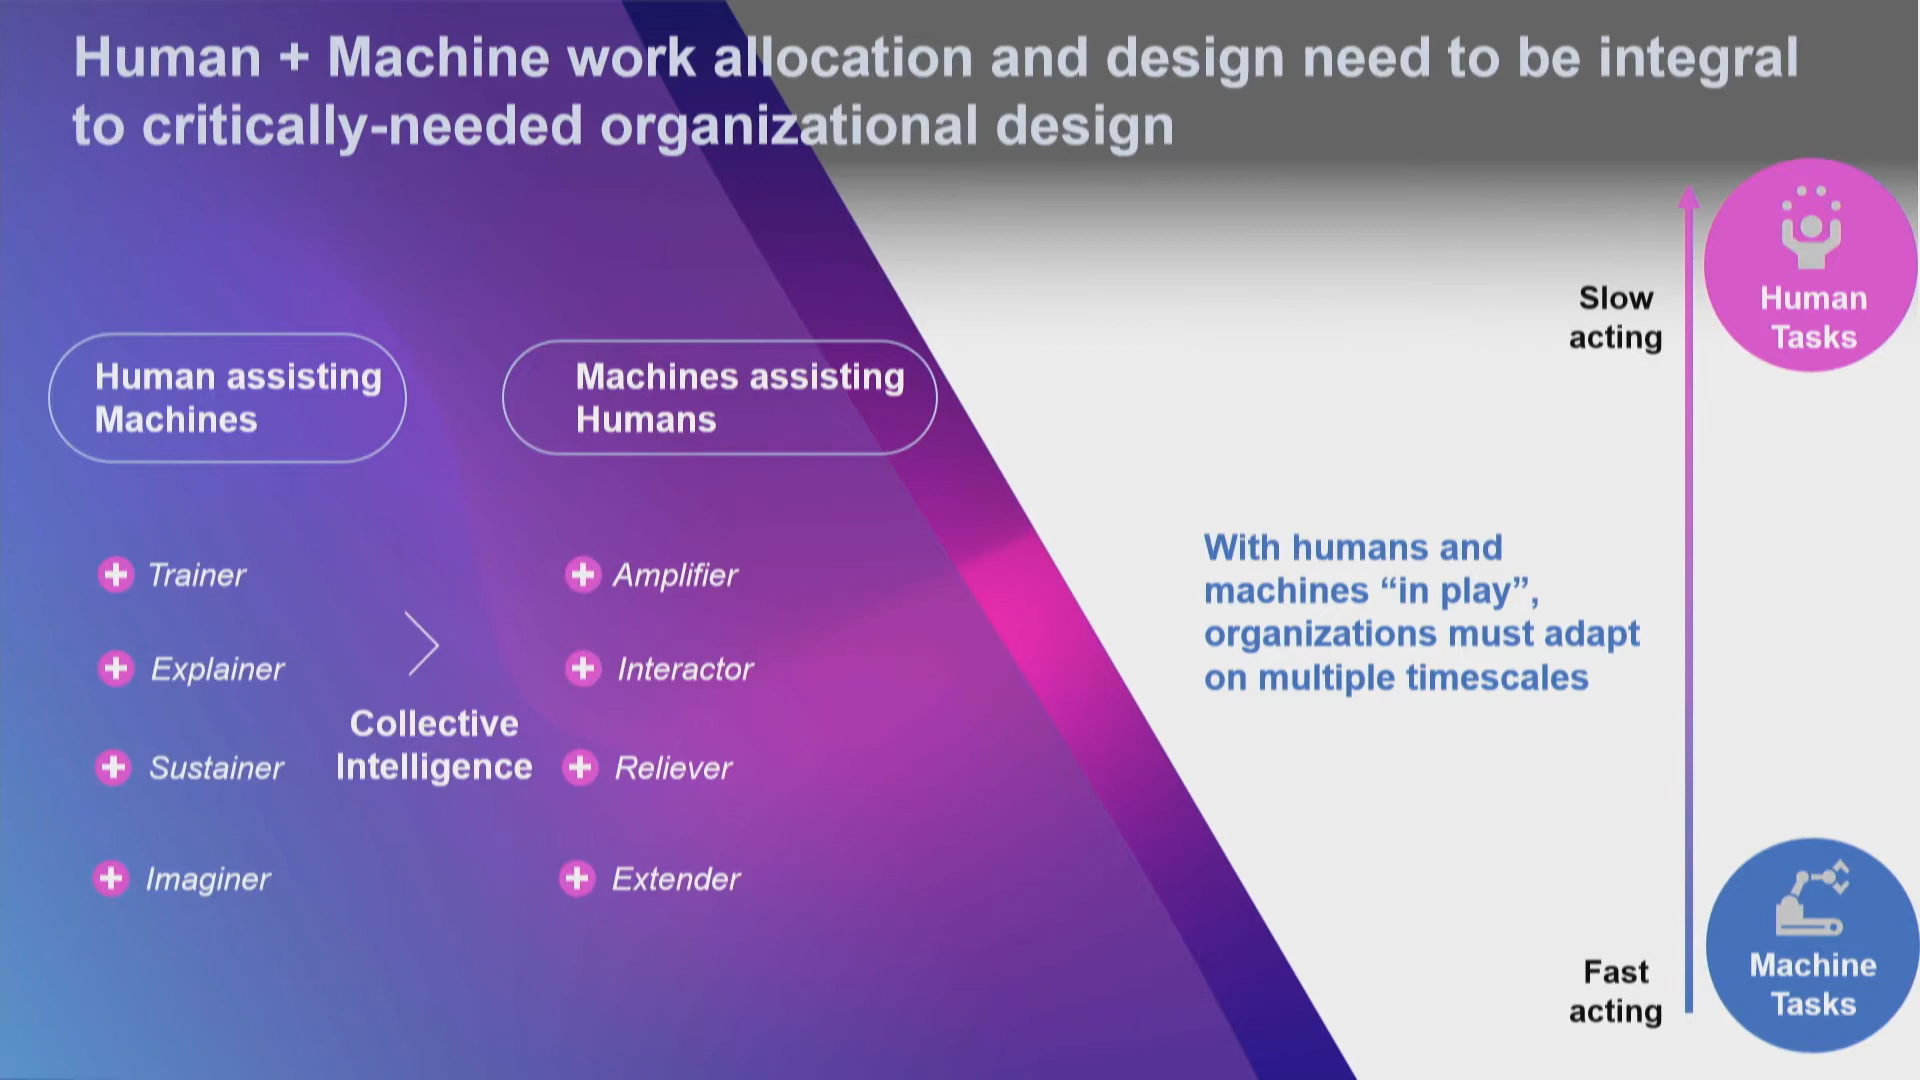 Human + Machine work allocation and design need to be integral
to critically-needed organizational design
Human assisting
Machines
Trainer
Explainer
Sustainer
Imaginer
Collective
Intelligence
Machines assisting
Humans
Amplifier
Interactor
Reliever
Extender
With humans and
machines “in play”,
organizations must adapt
on multiple timescales
Slow
acting
Human
Tasks
Fast
acting
Machine
Tasks